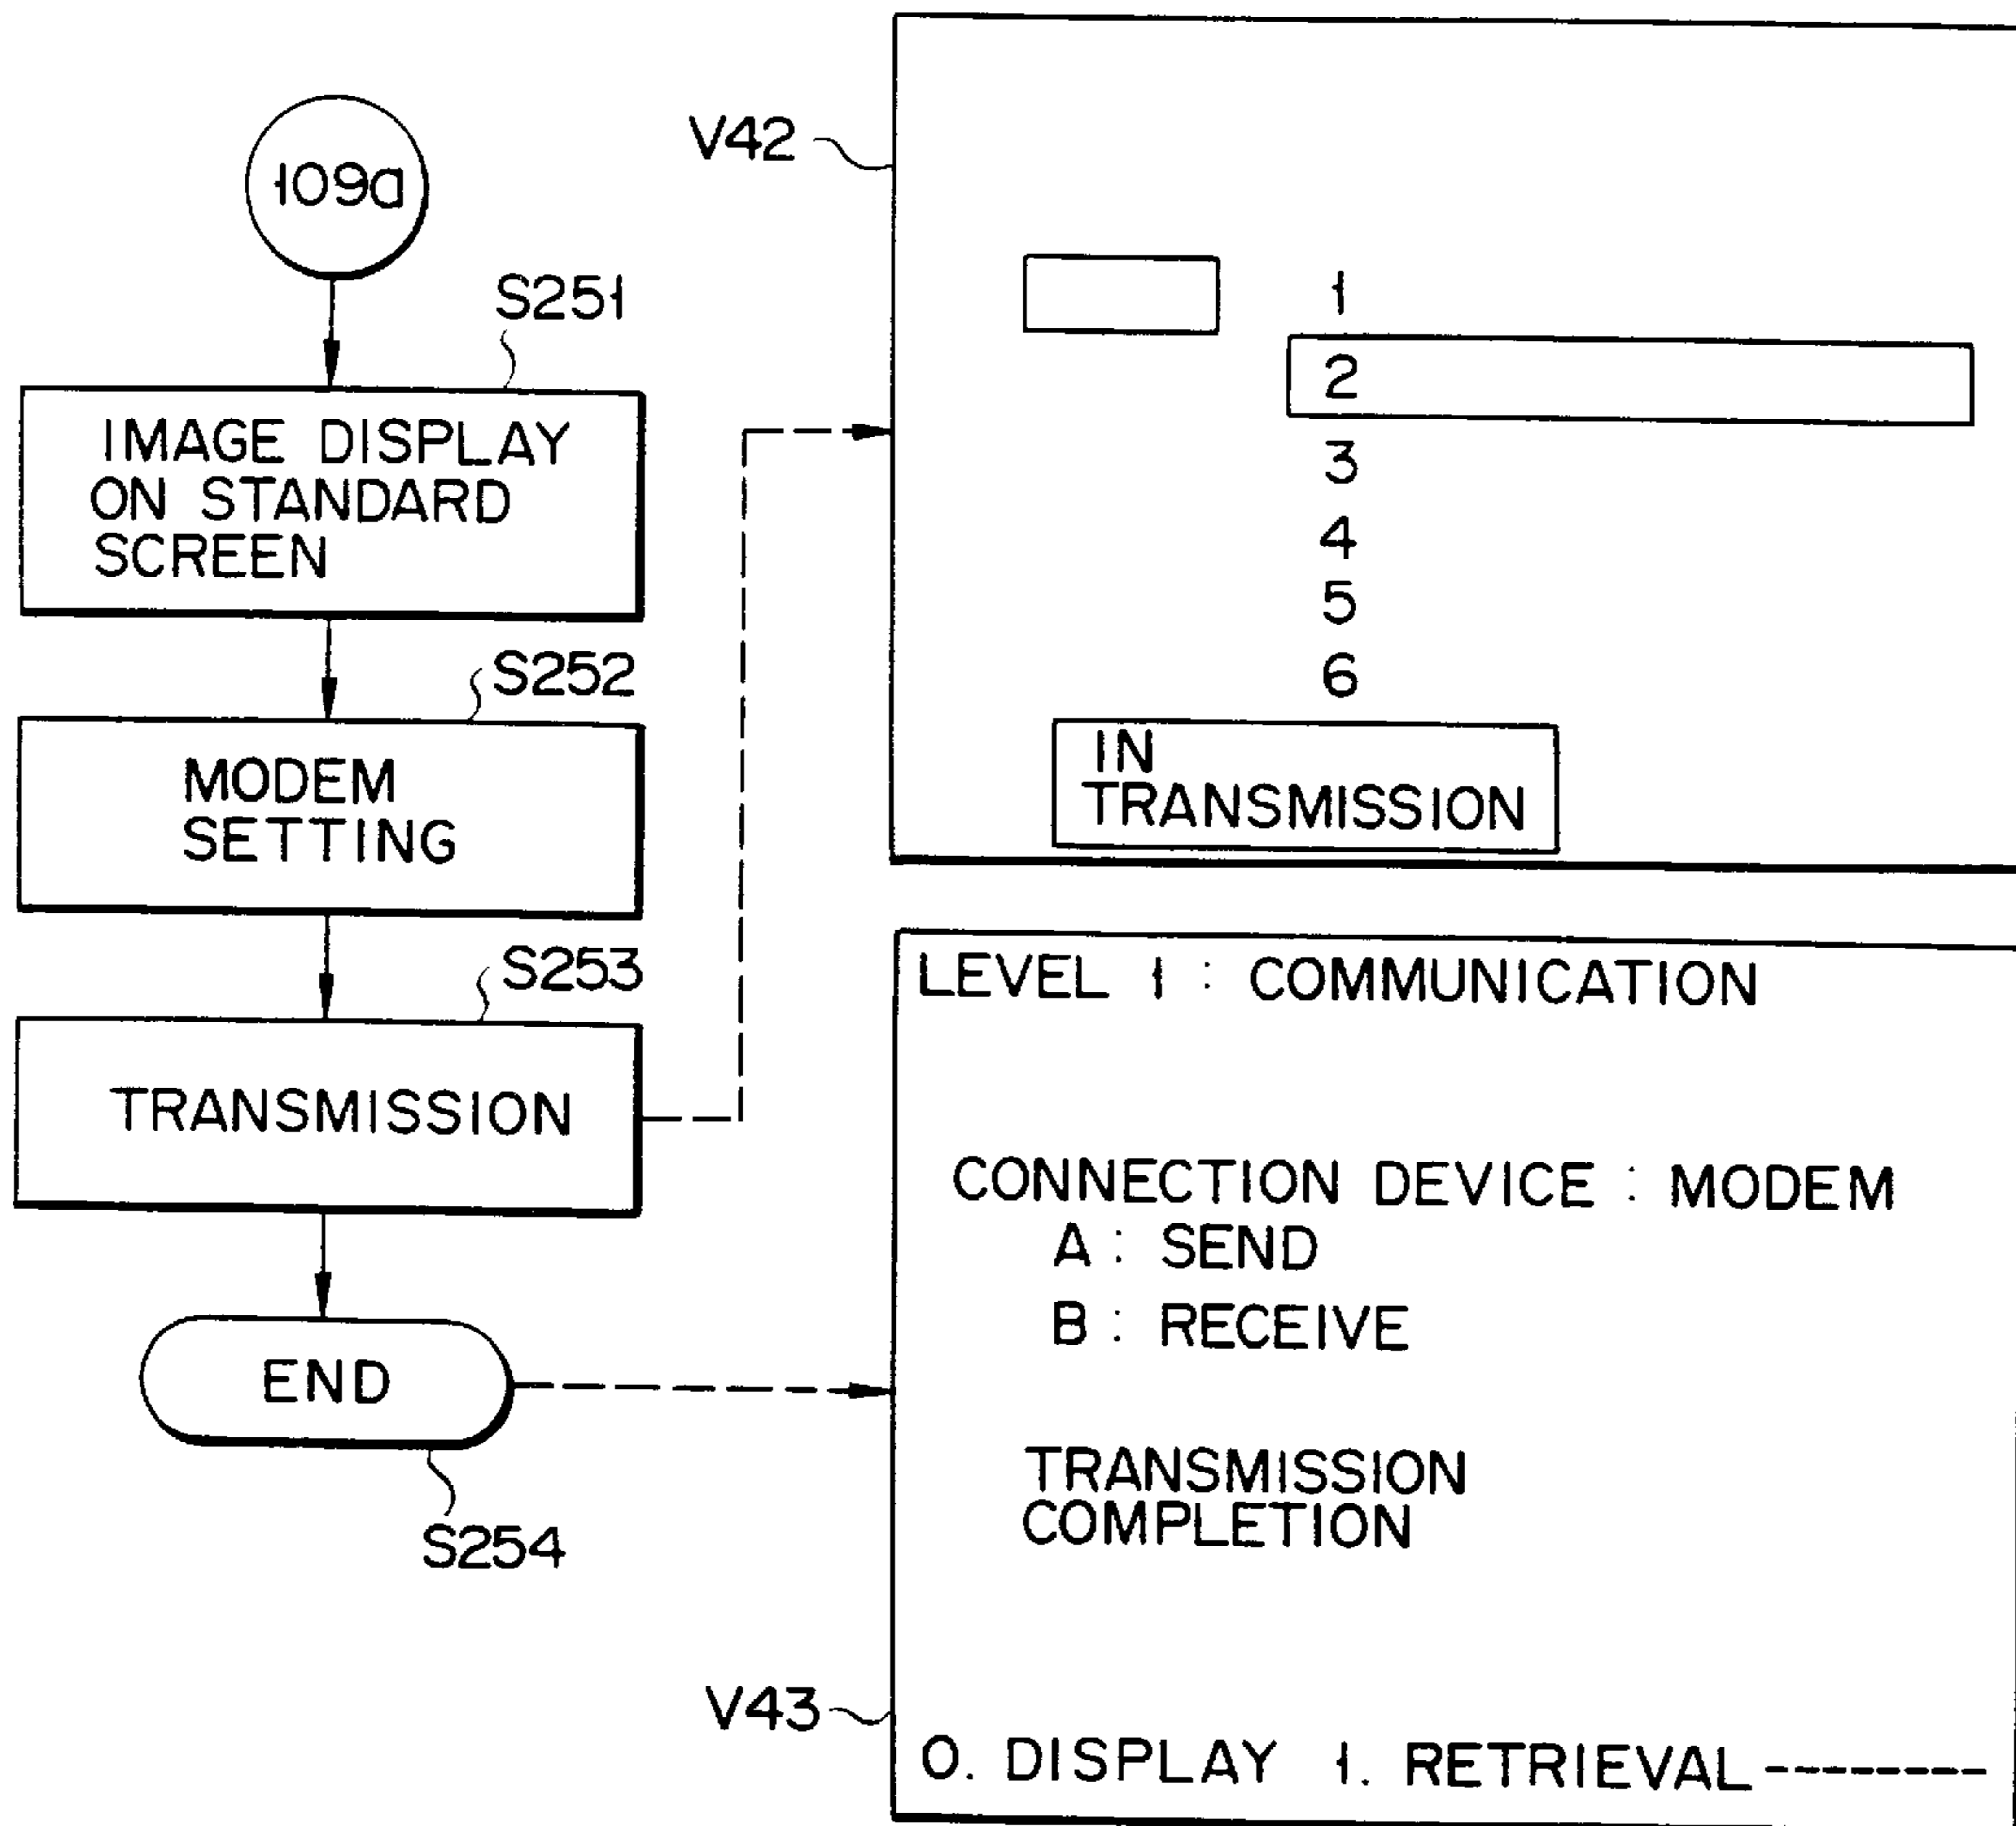 109a
S251
IMAGE DISPLAY
ON STANDARD
SCREEN
S252
MODEM
SETTING
S253
TRANSMISSION
END
S254
V42
1
2
3
4
5
6
IN
TRANSMISSION
LEVEL 1 : COMMUNICATION
CONNECTION DEVICE : MODEM
A : SEND
B : RECEIVE
TRANSMISSION
COMPLETION
V43
0. DISPLAY 1. RETRIEVAL --------